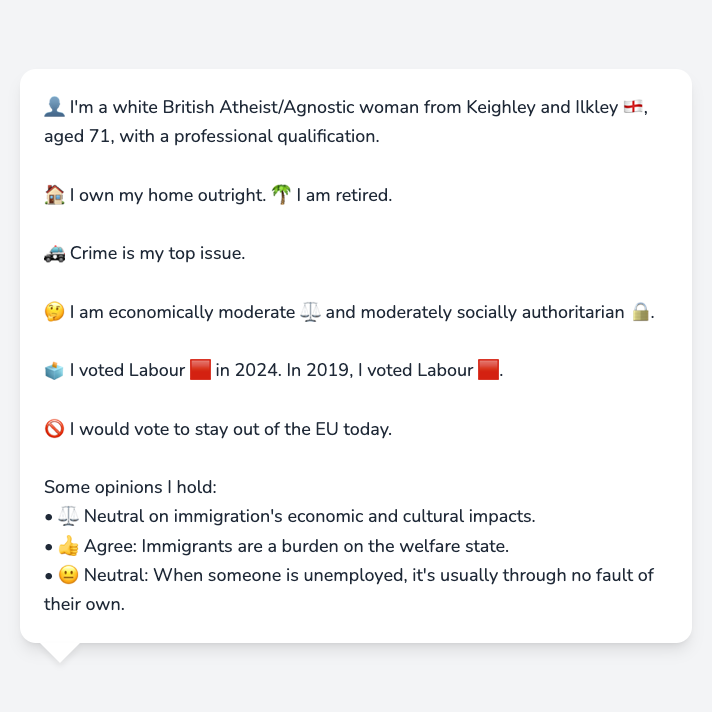 👤 I'm a white British Atheist/Agnostic woman from Keighley and Ilkley 🏴󠁧󠁢󠁥󠁮󠁧󠁿,
aged 71, with a professional qualification.
🏠 I own my home outright. 🌴 I am retired.
🚓 Crime is my top issue.
🤔 I am economically moderate ⚖️ and moderately socially authoritarian 🔒.
🗳️ I voted Labour 🟥 in 2024. In 2019, I voted Labour 🟥.
🚫 I would vote to stay out of the EU today.
Some opinions I hold:
• ⚖️ Neutral on immigration's economic and cultural impacts.
• 👍 Agree: Immigrants are a burden on the welfare state.
• 😐 Neutral: When someone is unemployed, it's usually through no fault of
their own.